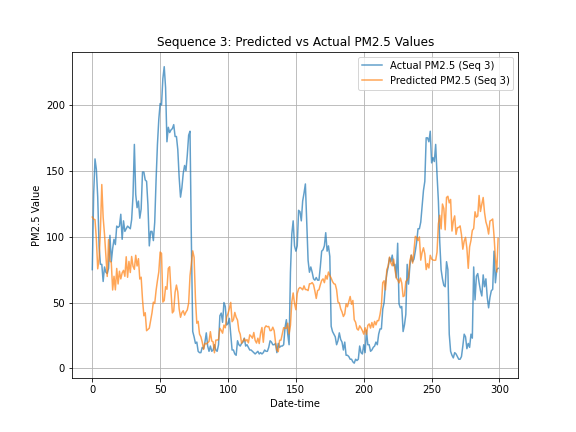 Sequence 3: Predicted vs Actual PM2.5 Values
Actual PM2.5 (Seq 3)
Predicted PM2.5 (Seq 3)
PM2.5 Value
200
150
100
50
0
0 50 100 150 200 250 300
Date-time